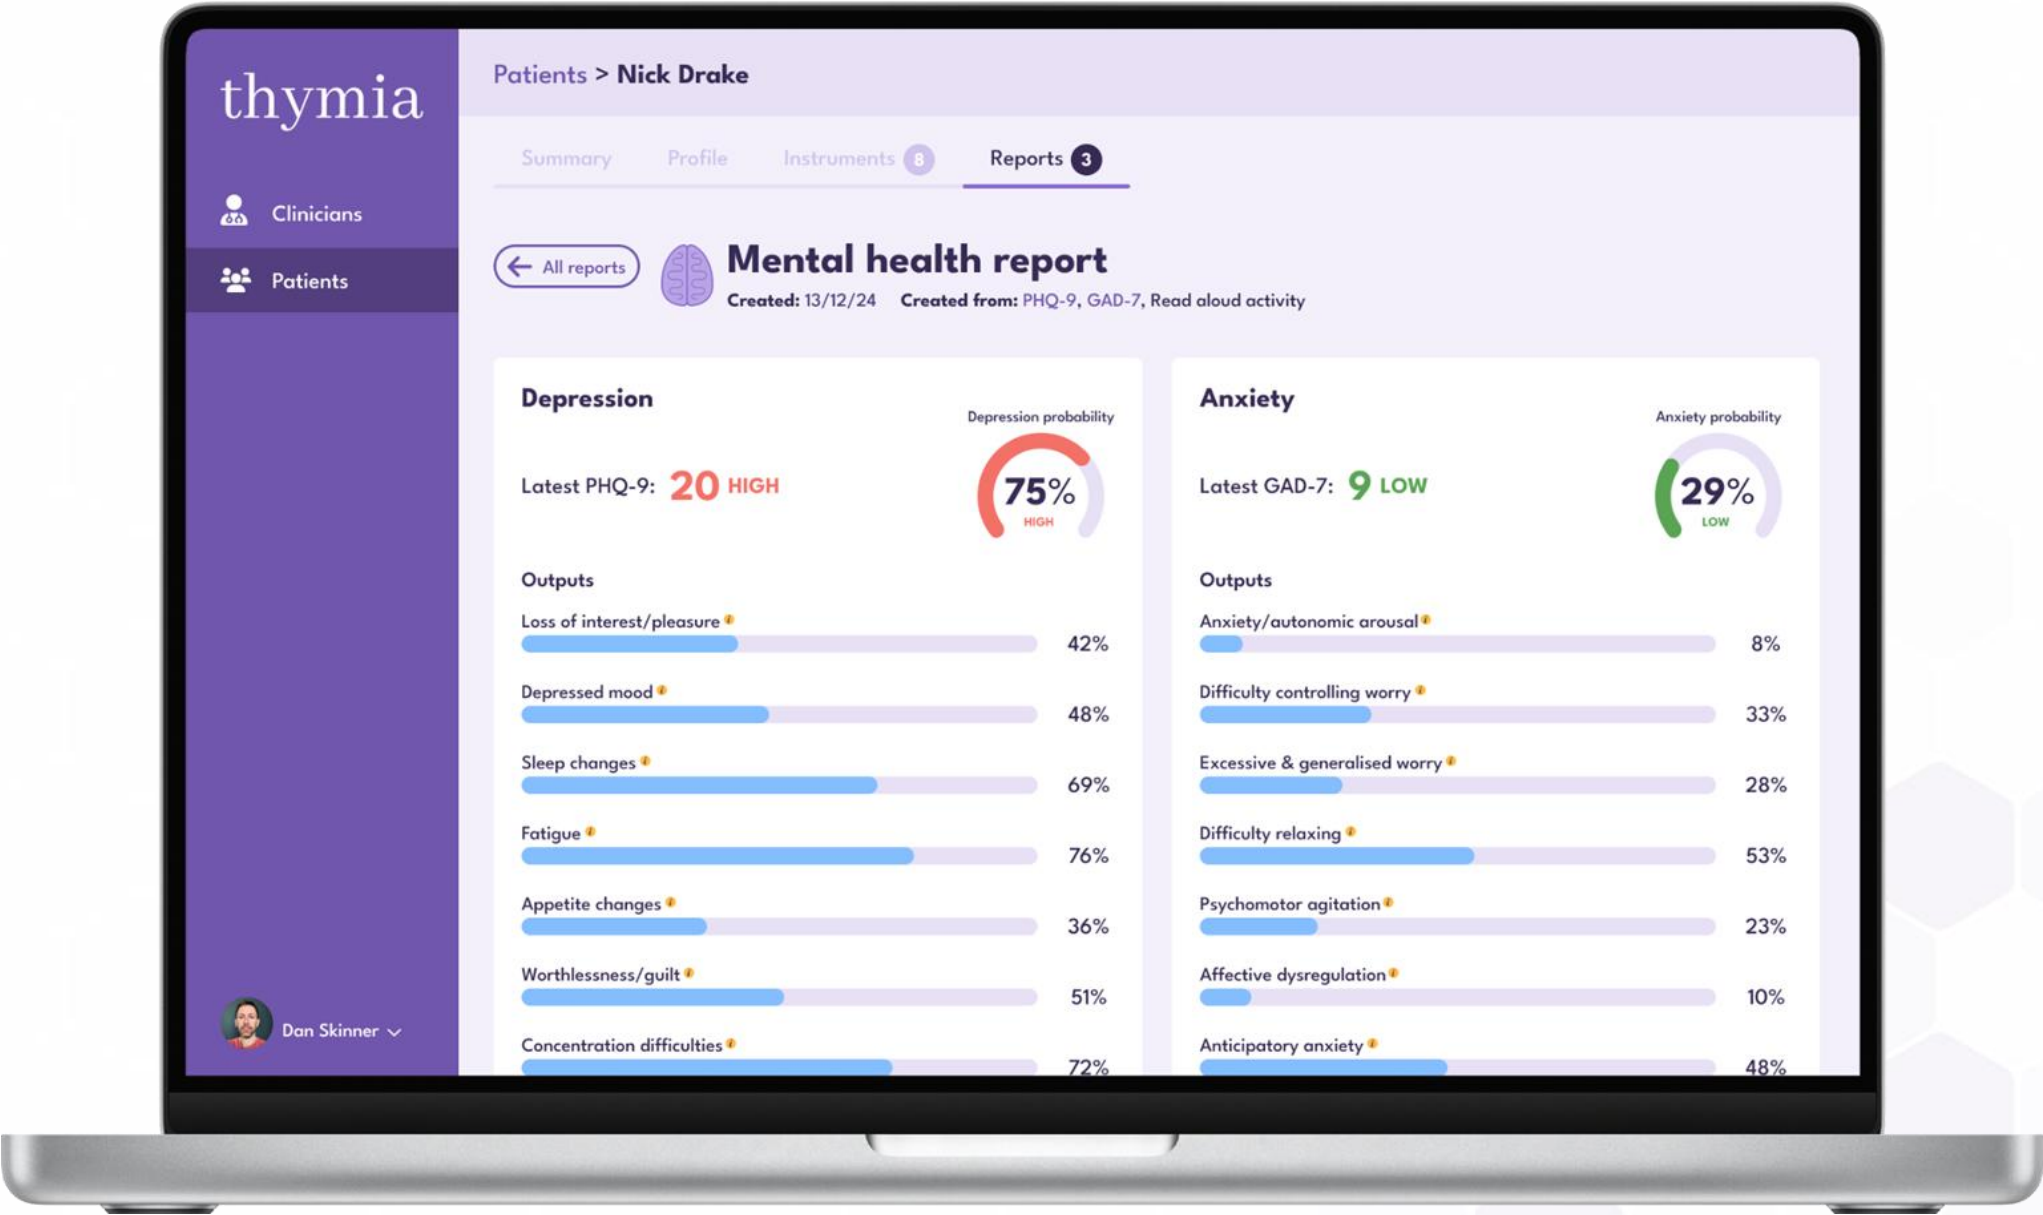 thymia
Clinicians
Patients
Dan Skinner
Patients > Nick Drake
Summary Profile Instruments 8 Reports 3
← All reports
Mental health report
Created: 13/12/24 Created from: PHQ-9, GAD-7, Read aloud activity
Depression
Depression probability
Latest PHQ-9: 20 HIGH
75%
HIGH
Outputs
Loss of interest/pleasure i
42%
Depressed mood i
48%
Sleep changes i
69%
Fatigue i
76%
Appetite changes i
36%
Worthlessness/guilt i
51%
Concentration difficulties i
72%
Anxiety
Anxiety probability
Latest GAD-7: 9 LOW
29%
LOW
Outputs
Anxiety/autonomic arousal i
8%
Difficulty controlling worry i
33%
Excessive & generalised worry i
28%
Difficulty relaxing i
53%
Psychomotor agitation i
23%
Affective dysregulation i
10%
Anticipatory anxiety i
48%